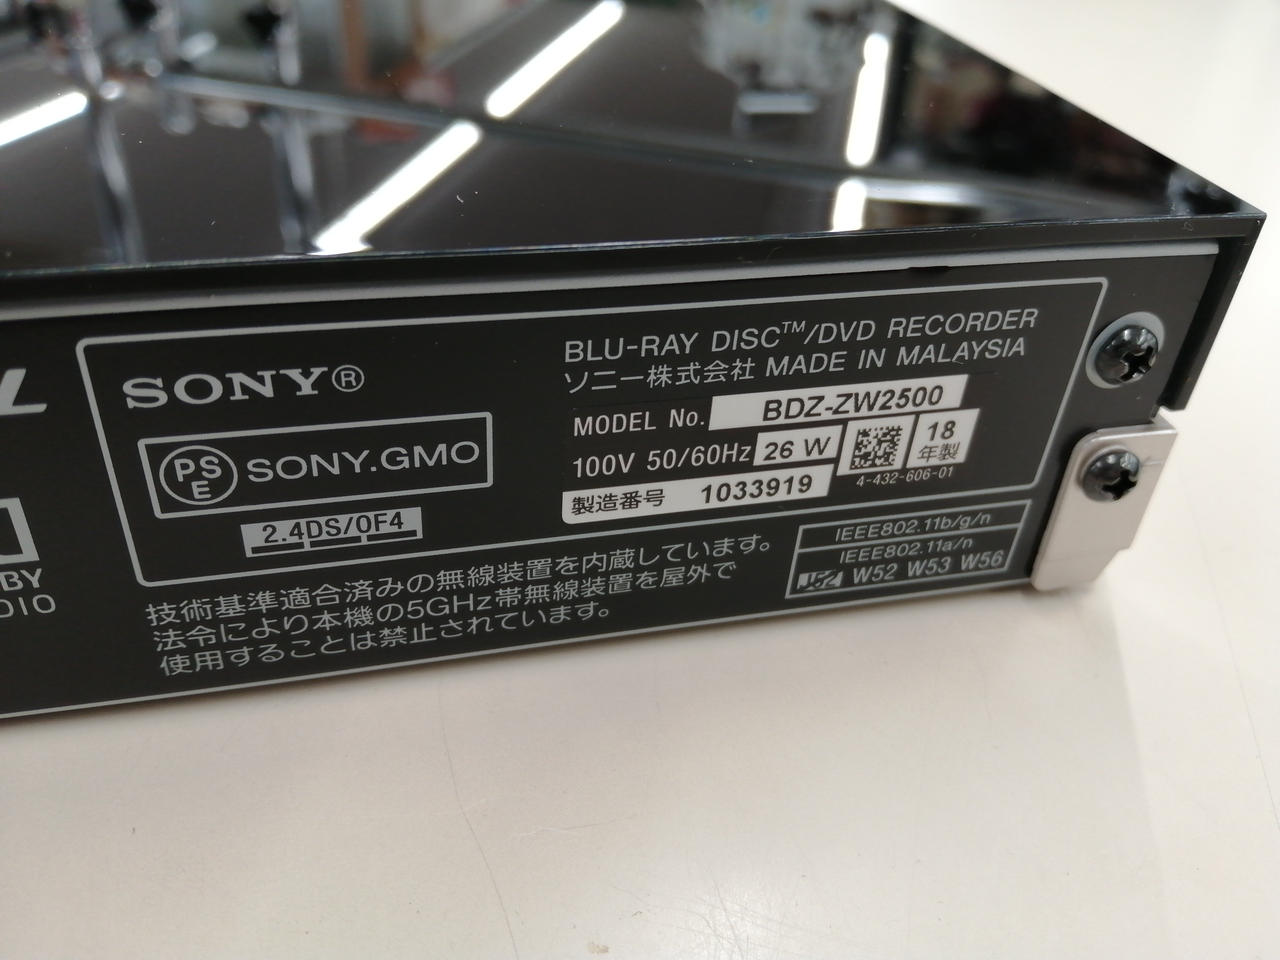 SONY®
PSE SONY.GMO
2.4DS/OF4
BLU-RAY DISC™/DVD RECORDER
ソニー株式会社 MADE IN MALAYSIA
MODEL No. BDZ-ZW2500
100V 50/60Hz 26 W
18年製
4-432-606-01
製造番号 1033919
技術基準適合済みの無線装置を内蔵しています。
法令により本機の5GHz帯無線装置を屋外で
使用することは禁止されています。
IEEE802.11b/g/n
IEEE802.11a/n
J52 W52 W53 W56
BY